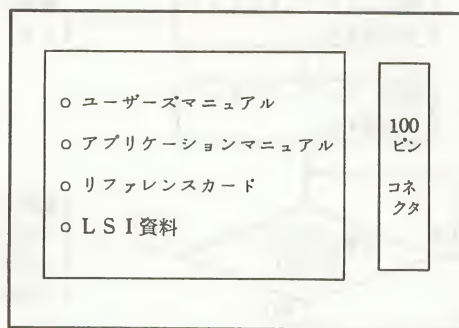 o ユーザーズマニュアル
o アプリケーションマニュアル
o リファレンスカード
o LSI資料
100
ピン
コネ
クタ